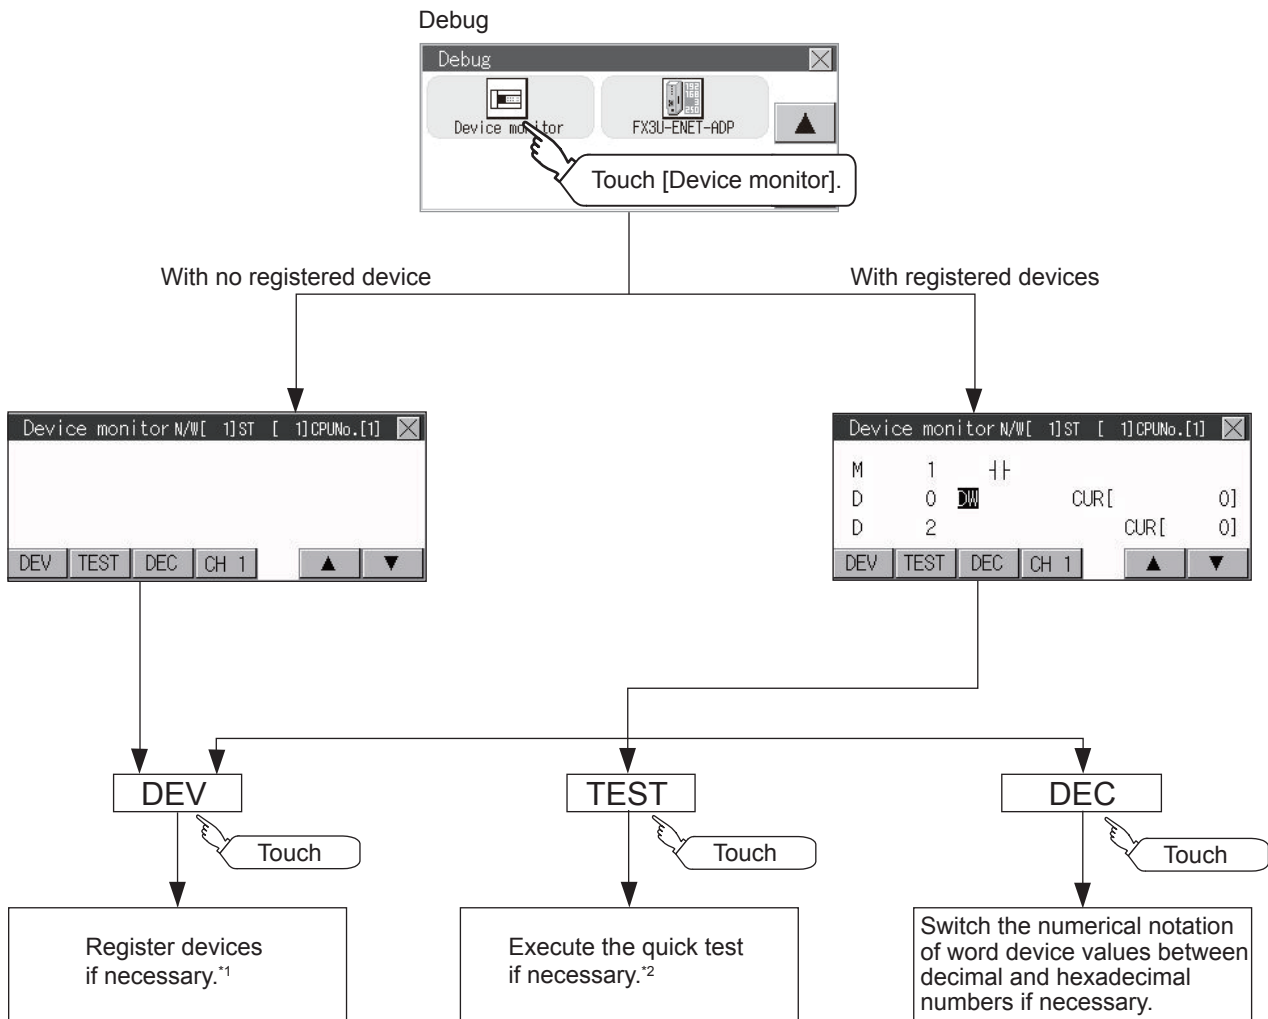 Debug
Debug
Device monitor
FX3U-ENET-ADP
▲
Touch [Device monitor].
With no registered device
With registered devices
Device monitor N/W[ 1]ST [ 1]CPUNo.[1]
DEV TEST DEC CH 1 ▲ ▼
Device monitor N/W[ 1]ST [ 1]CPUNo.[1]
M 1 ┤├
D 0 DW CUR[ 0]
D 2 CUR[ 0]
DEV TEST DEC CH 1 ▲ ▼
DEV
Touch
TEST
Touch
DEC
Touch
Register devices
if necessary.*1
Execute the quick test
if necessary.*2
Switch the numerical notation
of word device values between
decimal and hexadecimal
numbers if necessary.